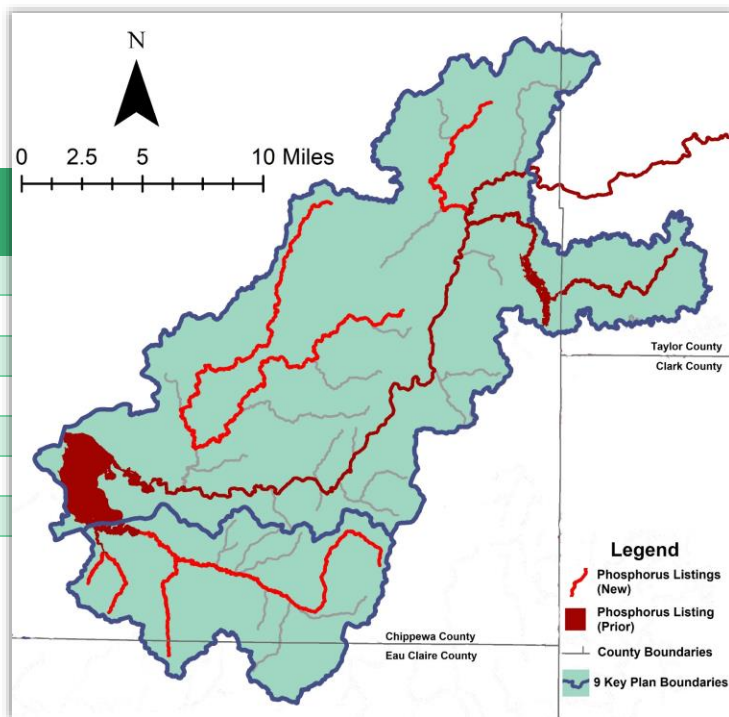 N
0 2.5 5 10 Miles
Taylor County
Clark County
Chippewa County
Eau Claire County
Legend
Phosphorus Listings
(New)
Phosphorus Listing
(Prior)
County Boundaries
9 Key Plan Boundaries